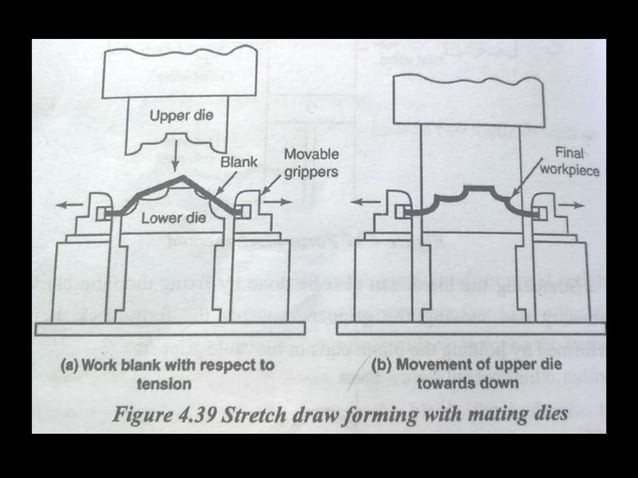 Upper die
Blank
Movable
grippers
Lower die
Final
workpiece
(a) Work blank with respect to
tension
(b) Movement of upper die
towards down
Figure 4.39 Stretch draw forming with mating dies